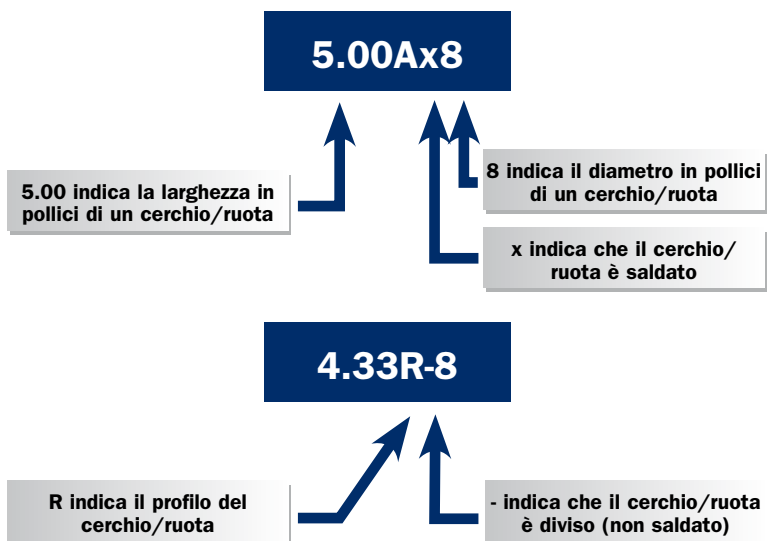 5.00Ax8
5.00 indica la larghezza in
pollici di un cerchio/ruota
8 indica il diametro in pollici
di un cerchio/ruota
x indica che il cerchio/
ruota è saldato
4.33R-8
R indica il profilo del
cerchio/ruota
- indica che il cerchio/ruota
è diviso (non saldato)